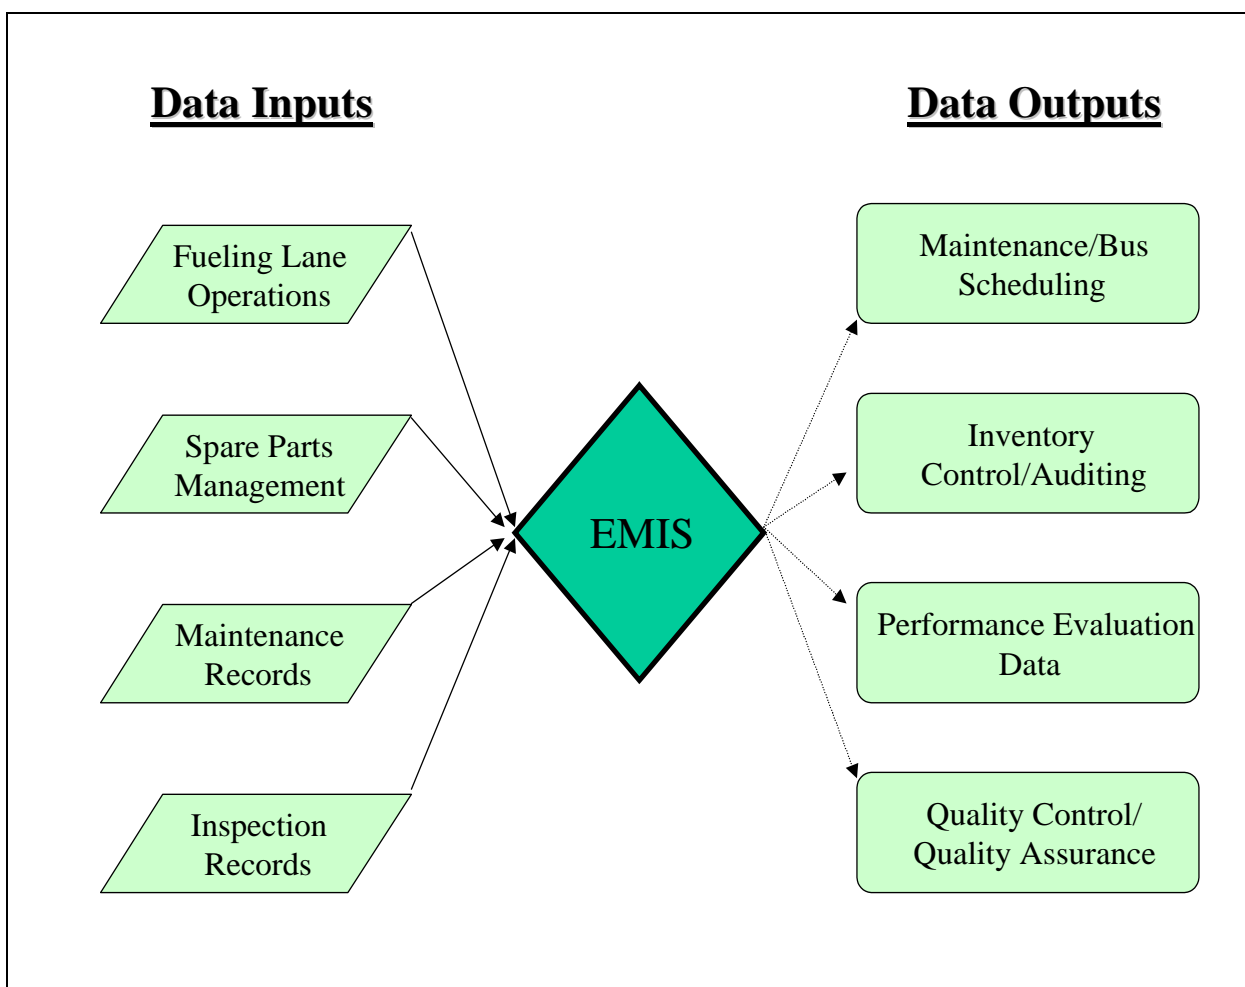 Data Inputs
Data Outputs
Fueling Lane
Operations
Spare Parts
Management
Maintenance
Records
Inspection
Records
EMIS
Maintenance/Bus
Scheduling
Inventory
Control/Auditing
Performance Evaluation
Data
Quality Control/
Quality Assurance